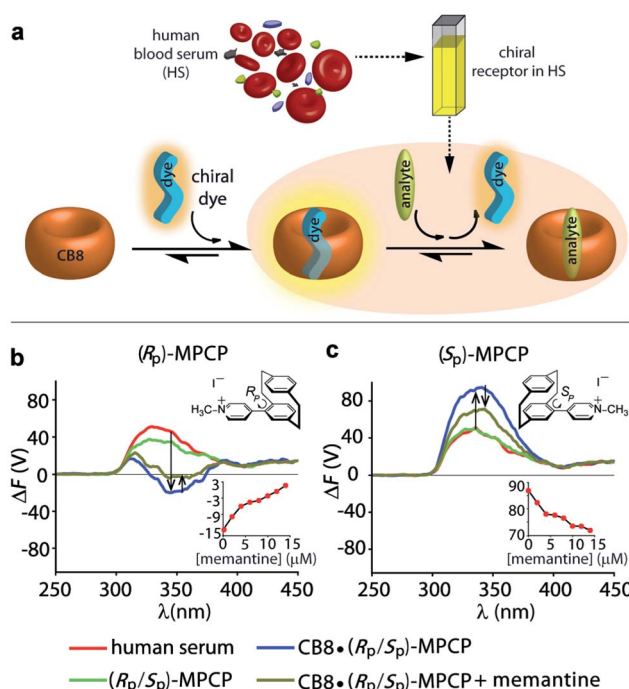 a
human
blood serum
(HS)
chiral
receptor in HS
dye
chiral
dye
analyte
dye
CB8
dye
analyte
b
(Rp)-MPCP
c
(Sp)-MPCP
I−
Rp
H3C-N+
I−
Sp
N+-CH3
ΔF (V)
80
40
0
-40
-80
3
-3
-9
-15
0 5 10 15
[memantine] (μM)
250 300 350 400 450
λ(nm)
ΔF (V)
80
40
0
-40
-80
90
80
70
0 5 10 15
[memantine] (μM)
250 300 350 400 450
λ (nm)
human serum
CB8•(Rp/Sp)-MPCP
(Rp/Sp)-MPCP
CB8•(Rp/Sp)-MPCP+ memantine